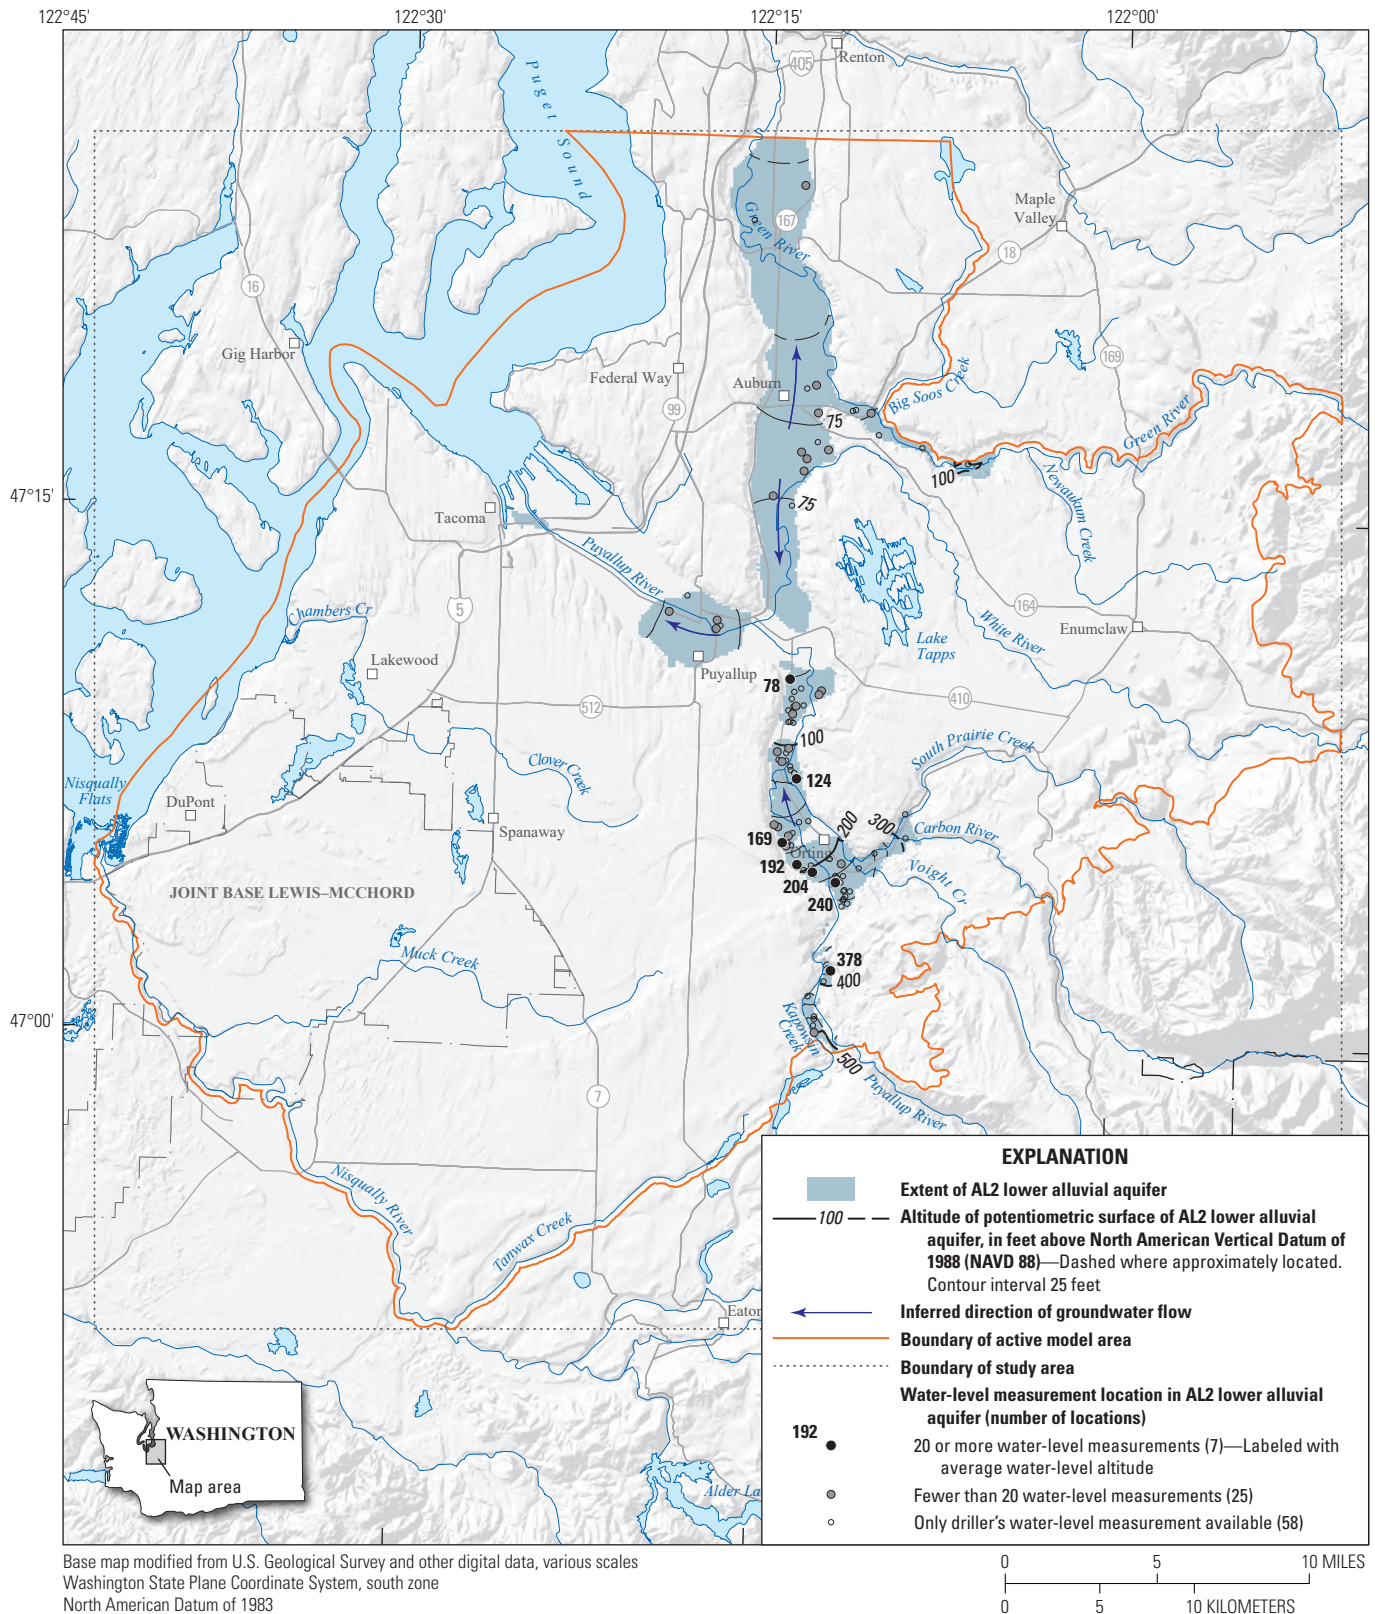 122°45'
122°30'
122°15'
122°00'
405
Renton
Puget Sound
Maple
Valley
Green River
167
18
16
Gig Harbor
169
Federal Way
Auburn
Big Soos Creek
99
75
Green River
100
Newaukum Creek
47°15'
75
Tacoma
Puyallup River
Chambers Cr
5
164
White River
Enumclaw
Lake
Tapps
Lakewood
Puyallup
78
512
410
100
South Prairie Creek
Clover Creek
Nisqually
Flats
124
DuPont
Spanaway
200
300
Carbon River
169
Orting
192
Voight Cr
204
JOINT BASE LEWIS–MCCHORD
240
Muck Creek
378
400
47°00'
Kapowsin
Creek
500
Puyallup River
7
Nisqually River
Tanwax Creek
Eaton
Alder La
WASHINGTON
Map area
EXPLANATION
Extent of AL2 lower alluvial aquifer
100
Altitude of potentiometric surface of AL2 lower alluvial
aquifer, in feet above North American Vertical Datum of
1988 (NAVD 88)—Dashed where approximately located.
Contour interval 25 feet
Inferred direction of groundwater flow
Boundary of active model area
Boundary of study area
Water-level measurement location in AL2 lower alluvial
aquifer (number of locations)
192
20 or more water-level measurements (7)—Labeled with
average water-level altitude
Fewer than 20 water-level measurements (25)
Only driller's water-level measurement available (58)
Base map modified from U.S. Geological Survey and other digital data, various scales
Washington State Plane Coordinate System, south zone
North American Datum of 1983
0 5 10 MILES
0 5 10 KILOMETERS